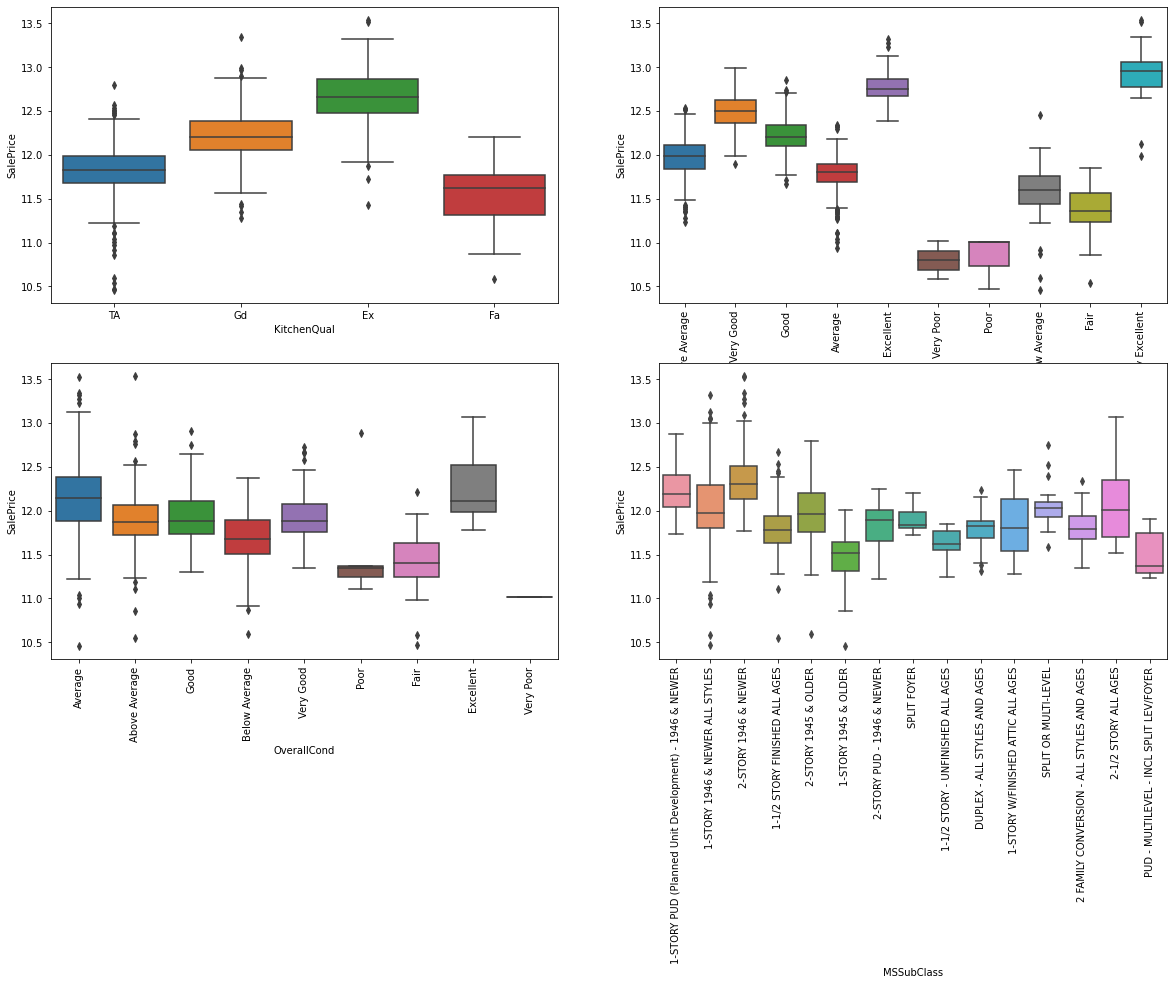 13.5
13.0
12.5
12.0
11.5
11.0
10.5
SalePrice
TA
Gd
Ex
Fa
KitchenQual
13.5
13.0
12.5
12.0
11.5
11.0
10.5
SalePrice
e Average
Very Good
Good
Average
Excellent
Very Poor
Poor
w Average
Fair
y Excellent
13.5
13.0
12.5
12.0
11.5
11.0
10.5
SalePrice
Average
Above Average
Good
Below Average
Very Good
Poor
Fair
Excellent
Very Poor
OverallCond
13.5
13.0
12.5
12.0
11.5
11.0
10.5
SalePrice
1-STORY PUD (Planned Unit Development) - 1946 & NEWER
1-STORY 1946 & NEWER ALL STYLES
2-STORY 1946 & NEWER
1-1/2 STORY FINISHED ALL AGES
2-STORY 1945 & OLDER
1-STORY 1945 & OLDER
2-STORY PUD - 1946 & NEWER
SPLIT FOYER
1-1/2 STORY - UNFINISHED ALL AGES
DUPLEX - ALL STYLES AND AGES
1-STORY W/FINISHED ATTIC ALL AGES
SPLIT OR MULTI-LEVEL
2 FAMILY CONVERSION - ALL STYLES AND AGES
2-1/2 STORY ALL AGES
PUD - MULTILEVEL - INCL SPLIT LEV/FOYER
MSSubClass